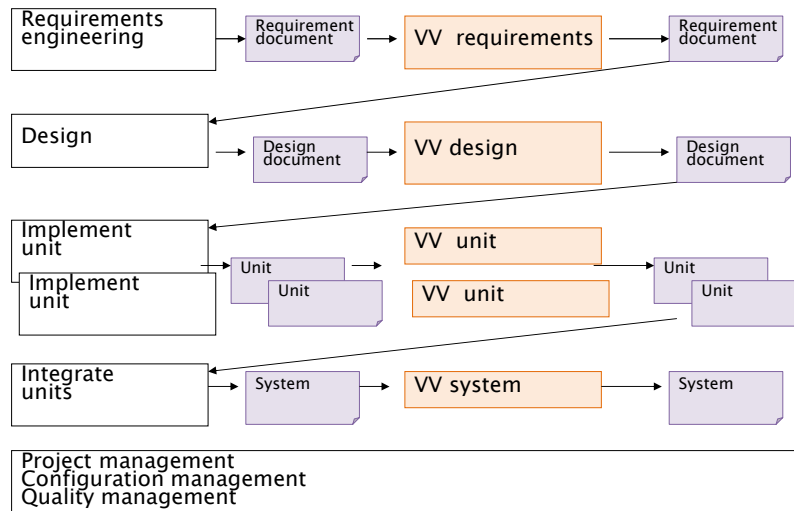 Requirements
engineering
Requirement
document
VV requirements
Requirement
document
Design
Design
document
VV design
Design
document
Implement
unit
Implement
unit
Unit
Unit
VV unit
VV unit
Unit
Unit
Integrate
units
System
VV system
System
Project management
Configuration management
Quality management